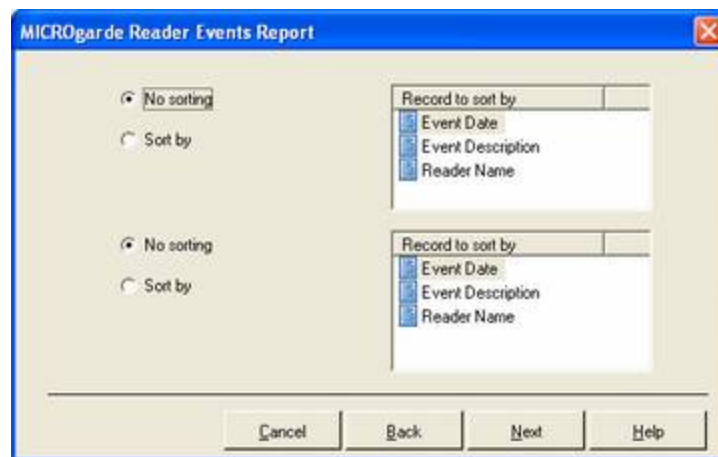 MICROgarde Reader Events Report
No sorting
Sort by
Record to sort by
Event Date
Event Description
Reader Name
No sorting
Sort by
Record to sort by
Event Date
Event Description
Reader Name
Cancel Back Next Help